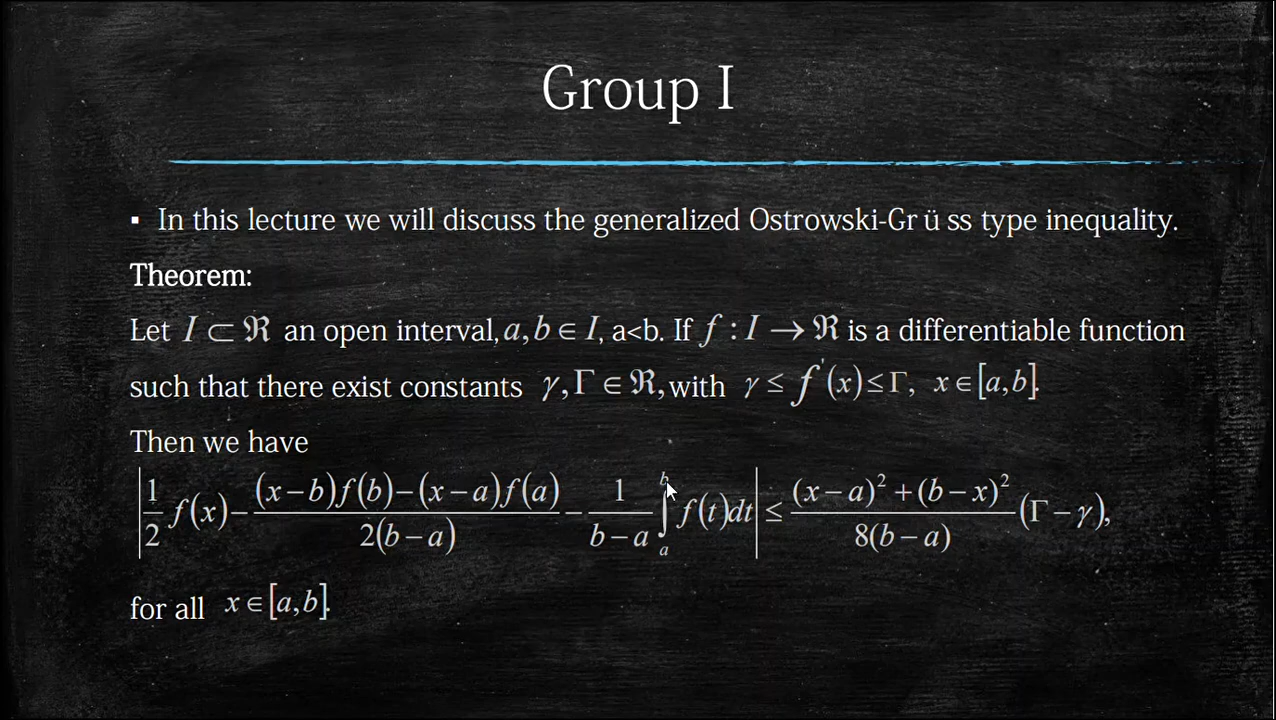 Group I
▪ In this lecture we will discuss the generalized Ostrowski-Gr ü ss type inequality.
Theorem:
Let I ⊂ ℜ an open interval, a,b ∈ I, a<b. If f : I → ℜ is a differentiable function
such that there exist constants γ,Γ ∈ ℜ, with γ ≤ f'(x) ≤ Γ, x ∈ [a,b].
Then we have
|1/2 f(x) − ((x−b)f(b)−(x−a)f(a))/(2(b−a)) − 1/(b−a) ∫_a^b f(t)dt| ≤ ((x−a)²+(b−x)²)/(8(b−a)) (Γ−γ),
for all x ∈ [a,b].